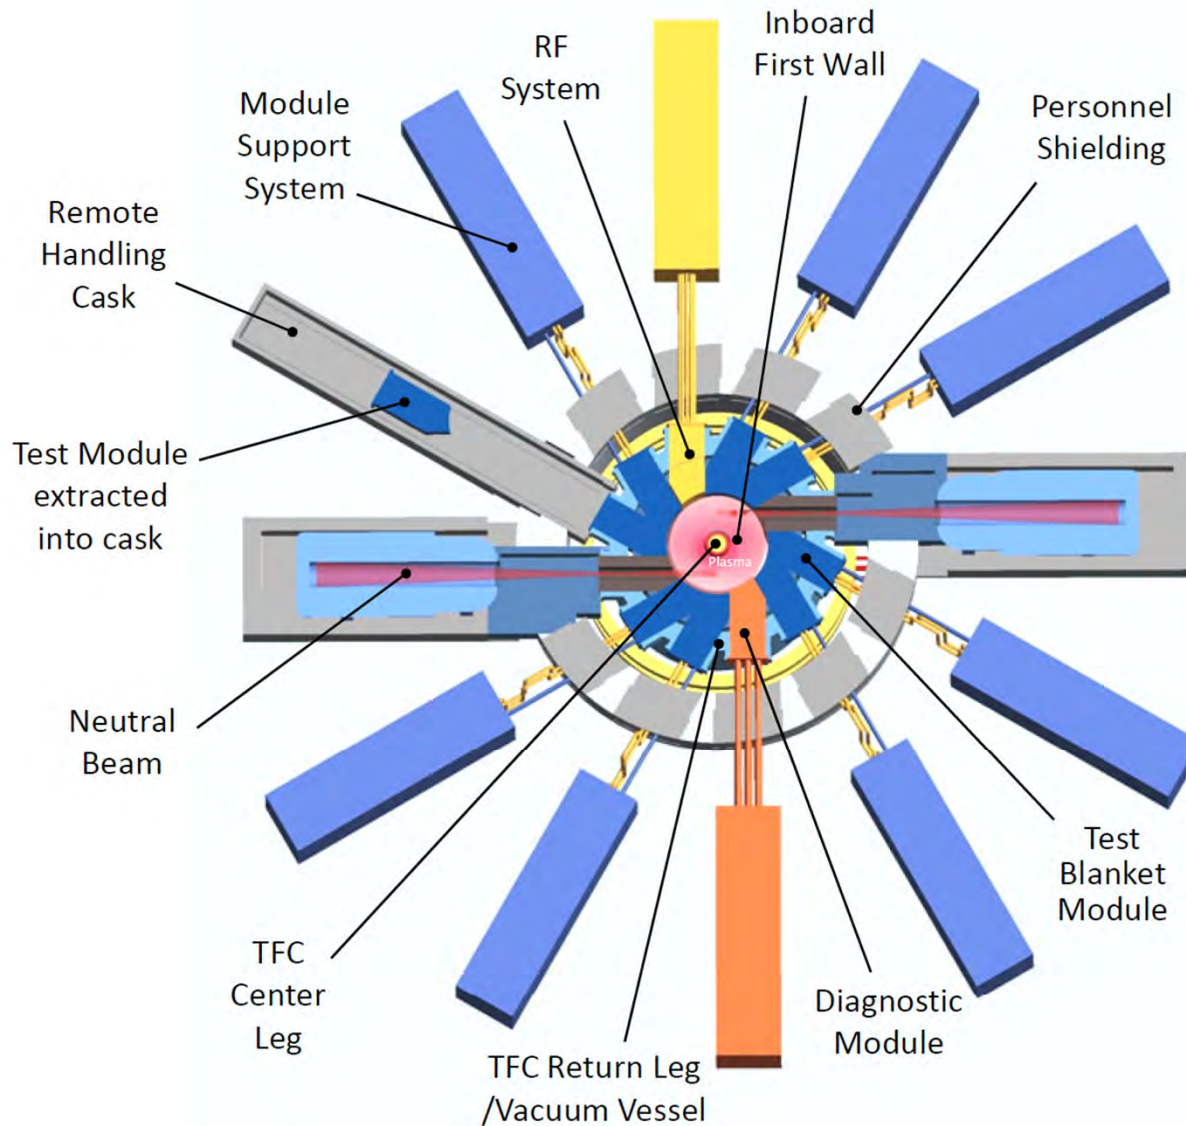 RF
System
Inboard
First Wall
Module
Support
System
Personnel
Shielding
Remote
Handling
Cask
Test Module
extracted
into cask
Plasma
Neutral
Beam
Test
Blanket
Module
TFC
Center
Leg
Diagnostic
Module
TFC Return Leg
/Vacuum Vessel